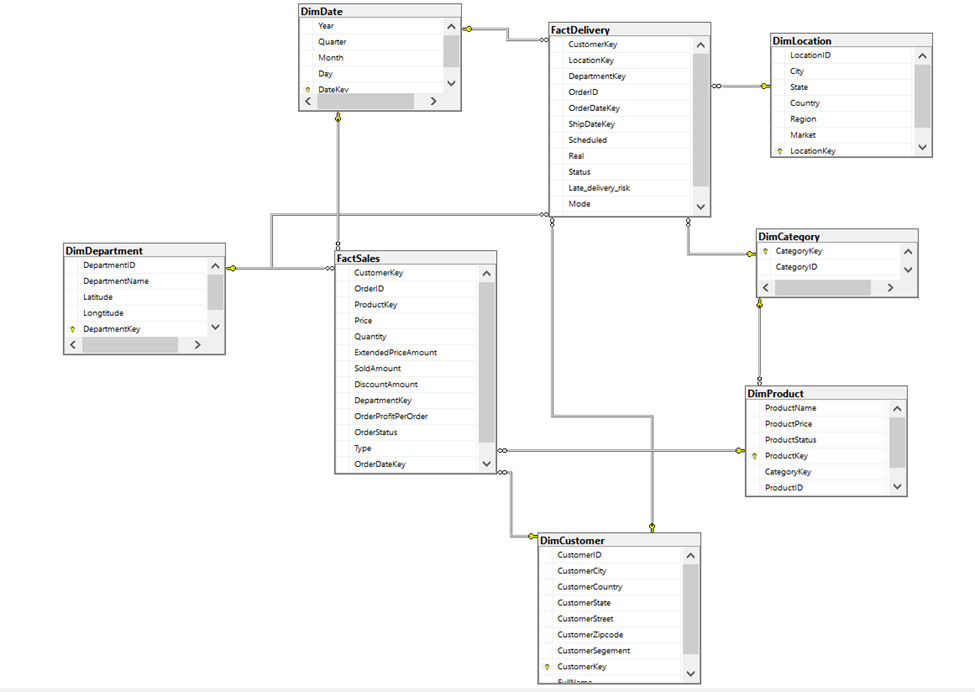 DimDate
Year
Quarter
Month
Day
DateKey
FactDelivery
CustomerKey
LocationKey
DepartmentKey
OrderID
OrderDateKey
ShipDateKey
Scheduled
Real
Status
Late_delivery_risk
Mode
DimLocation
LocationID
City
State
Country
Region
Market
LocationKey
DimDepartment
DepartmentID
DepartmentName
Latitude
Longtitude
DepartmentKey
FactSales
CustomerKey
OrderID
ProductKey
Price
Quantity
ExtendedPriceAmount
SoldAmount
DiscountAmount
DepartmentKey
OrderProfitPerOrder
OrderStatus
Type
OrderDateKey
DimCategory
CategoryKey
CategoryID
DimProduct
ProductName
ProductPrice
ProductStatus
ProductKey
CategoryKey
ProductID
DimCustomer
CustomerID
CustomerCity
CustomerCountry
CustomerState
CustomerStreet
CustomerZipcode
CustomerSegement
CustomerKey
FullName